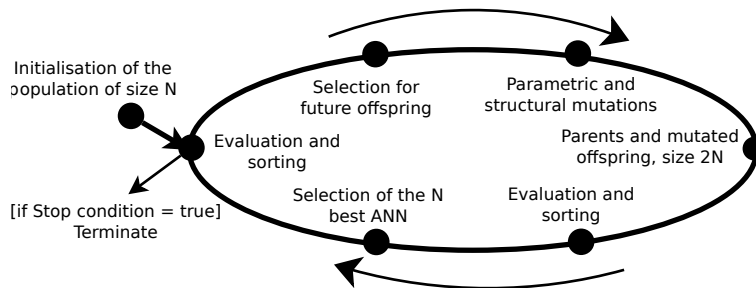 Initialisation of the
population of size N
Selection for
future offspring
Parametric and
structural mutations
Evaluation and
sorting
Parents and mutated
offspring, size 2N
[if Stop condition = true]
Terminate
Selection of the N
best ANN
Evaluation and
sorting